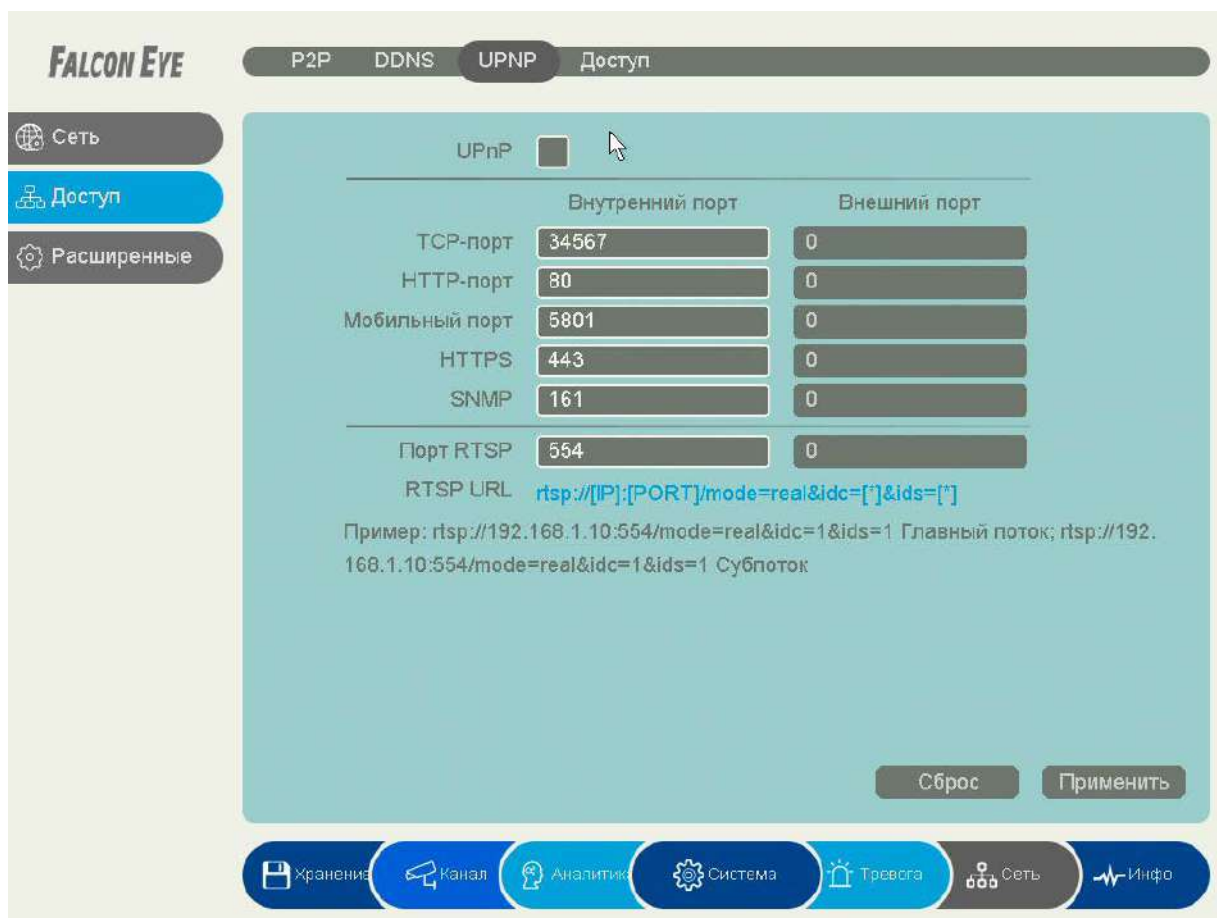 FALCON EYE
P2P DDNS UPNP Доступ
Сеть
Доступ
Расширенные
UPnP
Внутренний порт Внешний порт
TCP-порт 34567 0
HTTP-порт 80 0
Мобильный порт 5801 0
HTTPS 443 0
SNMP 161 0
Порт RTSP 554 0
RTSP URL rtsp://[IP]:[PORT]/mode=real&idc=[*]&ids=[*]
Пример: rtsp://192.168.1.10:554/mode=real&idc=1&ids=1 Главный поток; rtsp://192.
168.1.10:554/mode=real&idc=1&ids=1 Субпоток
Сброс Применить
Хранение Канал Аналитик Система Тревога Сеть Инфо